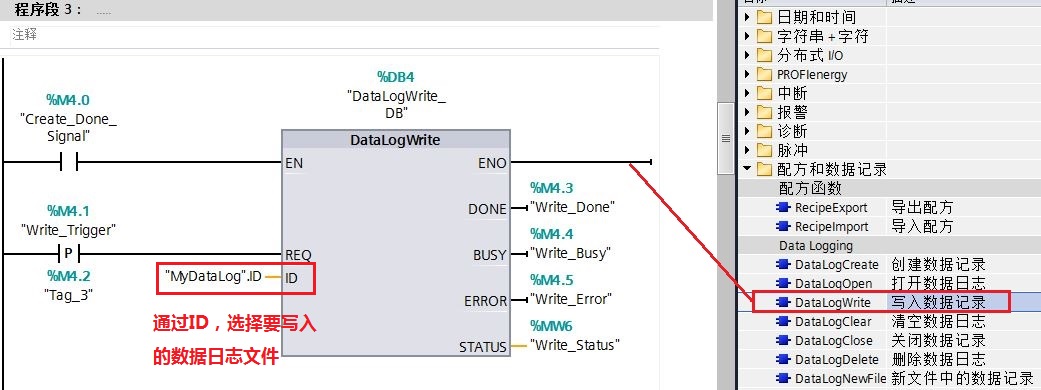 程序段 3： .....
注释
%DB4
"DataLogWrite_
DB"
%M4.0
"Create_Done_
Signal"
DataLogWrite
EN
ENO
%M4.3
DONE
"Write_Done"
%M4.1
"Write_Trigger"
P
%M4.2
"Tag_3"
REQ
%M4.4
BUSY
"Write_Busy"
"MyDataLog".ID
ID
%M4.5
ERROR
"Write_Error"
%MW6
STATUS
"Write_Status"
通过ID，选择要写入
的数据日志文件
日期和时间
字符串 + 字符
分布式 I/O
PROFIenergy
中断
报警
诊断
脉冲
配方和数据记录
配方函数
RecipeExport 导出配方
RecipeImport 导入配方
Data Logging
DataLogCreate 创建数据记录
DataLogOpen 打开数据日志
DataLogWrite 写入数据记录
DataLogClear 清空数据日志
DataLogClose 关闭数据记录
DataLogDelete 删除数据日志
DataLogNewFile 新文件中的数据记录